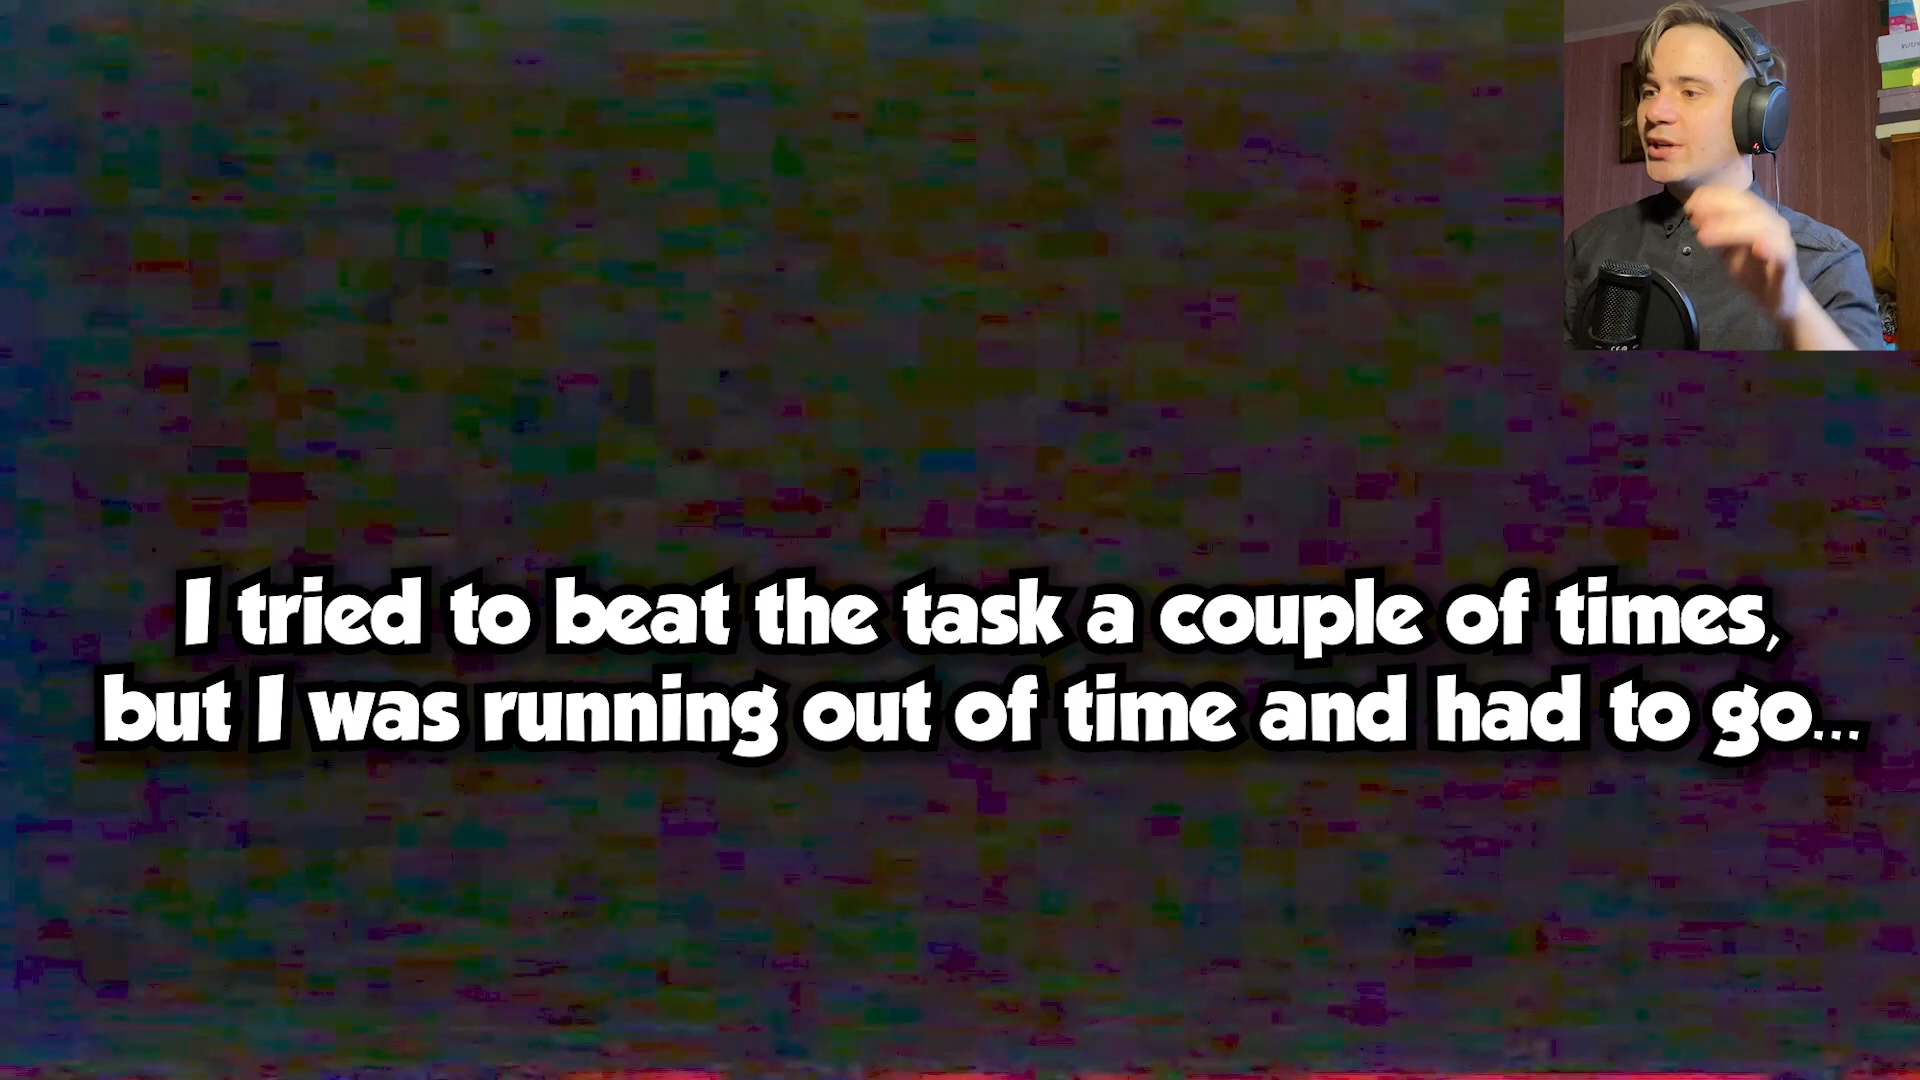 I tried to beat the task a couple of times,
but I was running out of time and had to go...